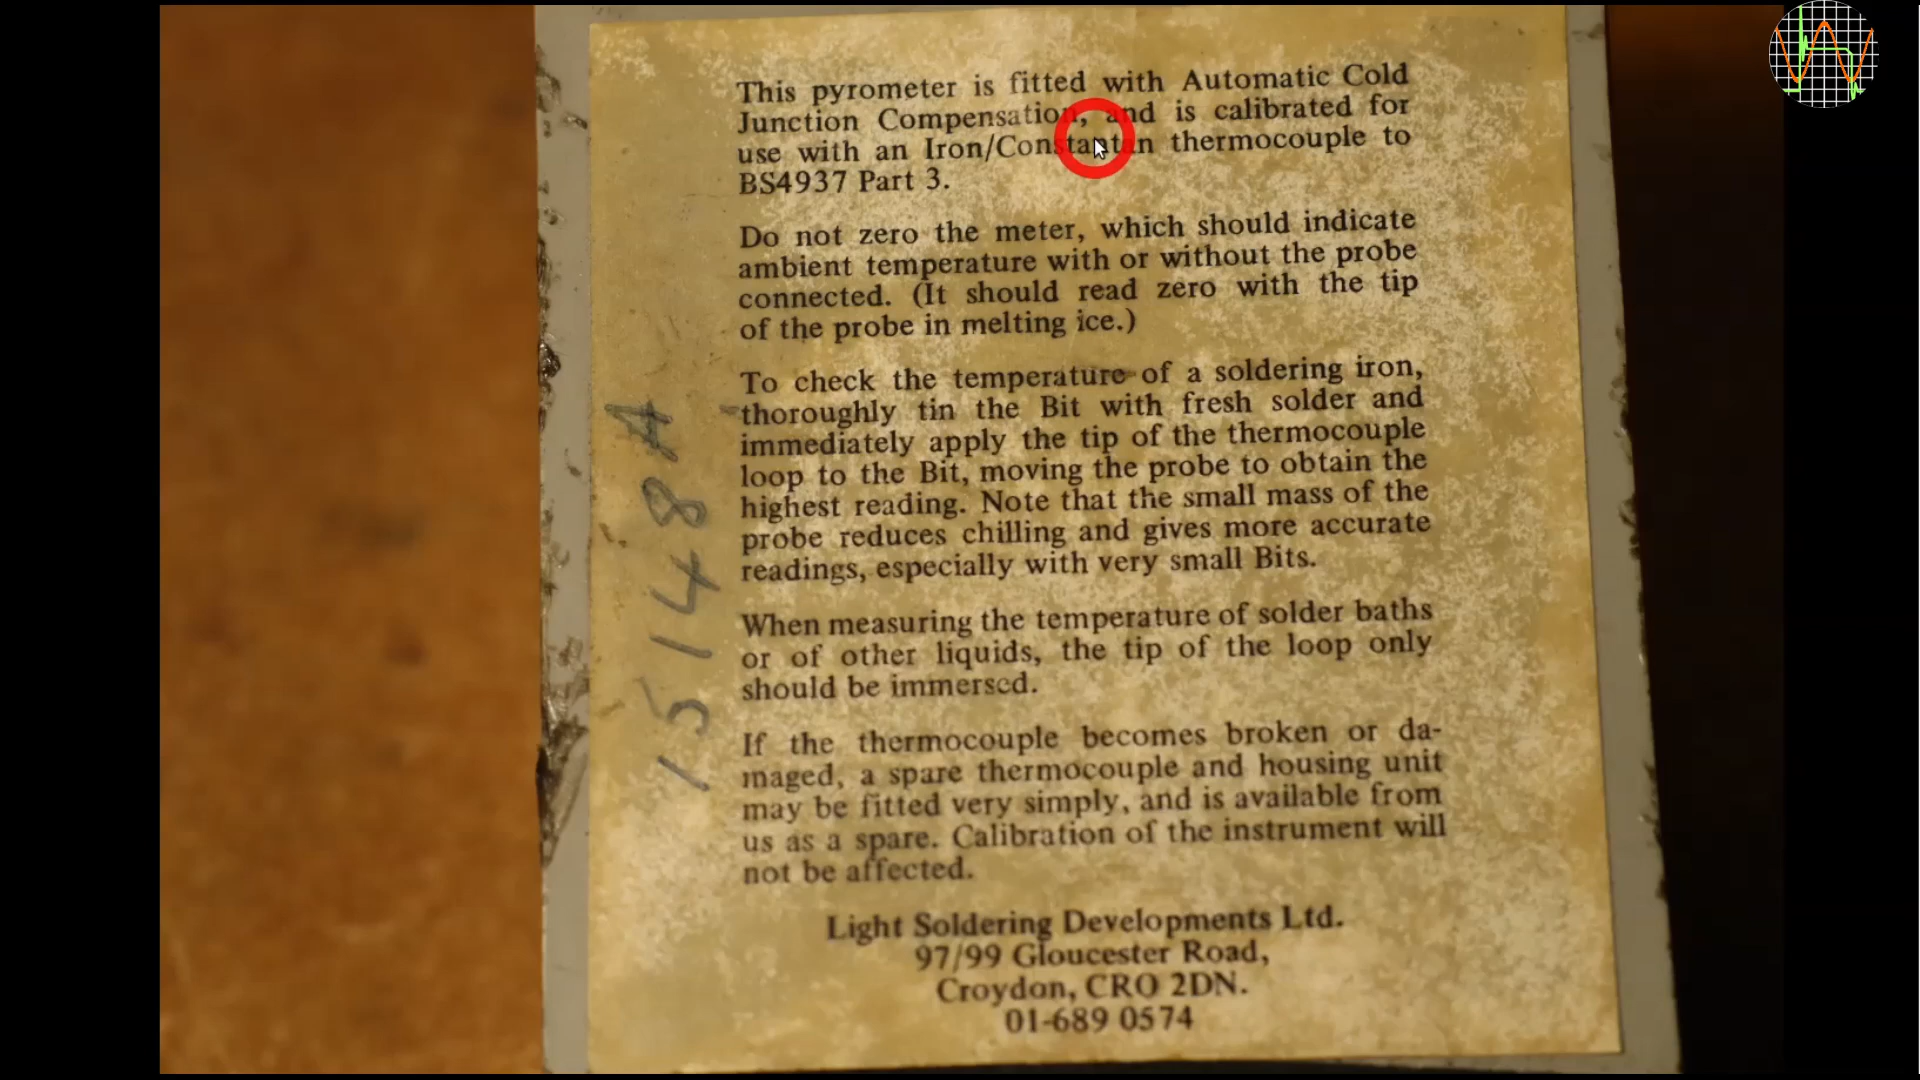 This pyrometer is fitted with Automatic Cold
Junction Compensation, and is calibrated for
use with an Iron/Constantan thermocouple to
BS4937 Part 3.
Do not zero the meter, which should indicate
ambient temperature with or without the probe
connected. (It should read zero with the tip
of the probe in melting ice.)
To check the temperature of a soldering iron,
thoroughly tin the Bit with fresh solder and
immediately apply the tip of the thermocouple
loop to the Bit, moving the probe to obtain the
highest reading. Note that the small mass of the
probe reduces chilling and gives more accurate
readings, especially with very small Bits.
When measuring the temperature of solder baths
or of other liquids, the tip of the loop only
should be immersed.
If the thermocouple becomes broken or da-
maged, a spare thermocouple and housing unit
may be fitted very simply, and is available from
us as a spare. Calibration of the instrument will
not be affected.
Light Soldering Developments Ltd.
97/99 Gloucester Road,
Croydon, CRO 2DN.
01-689 0574
15148A